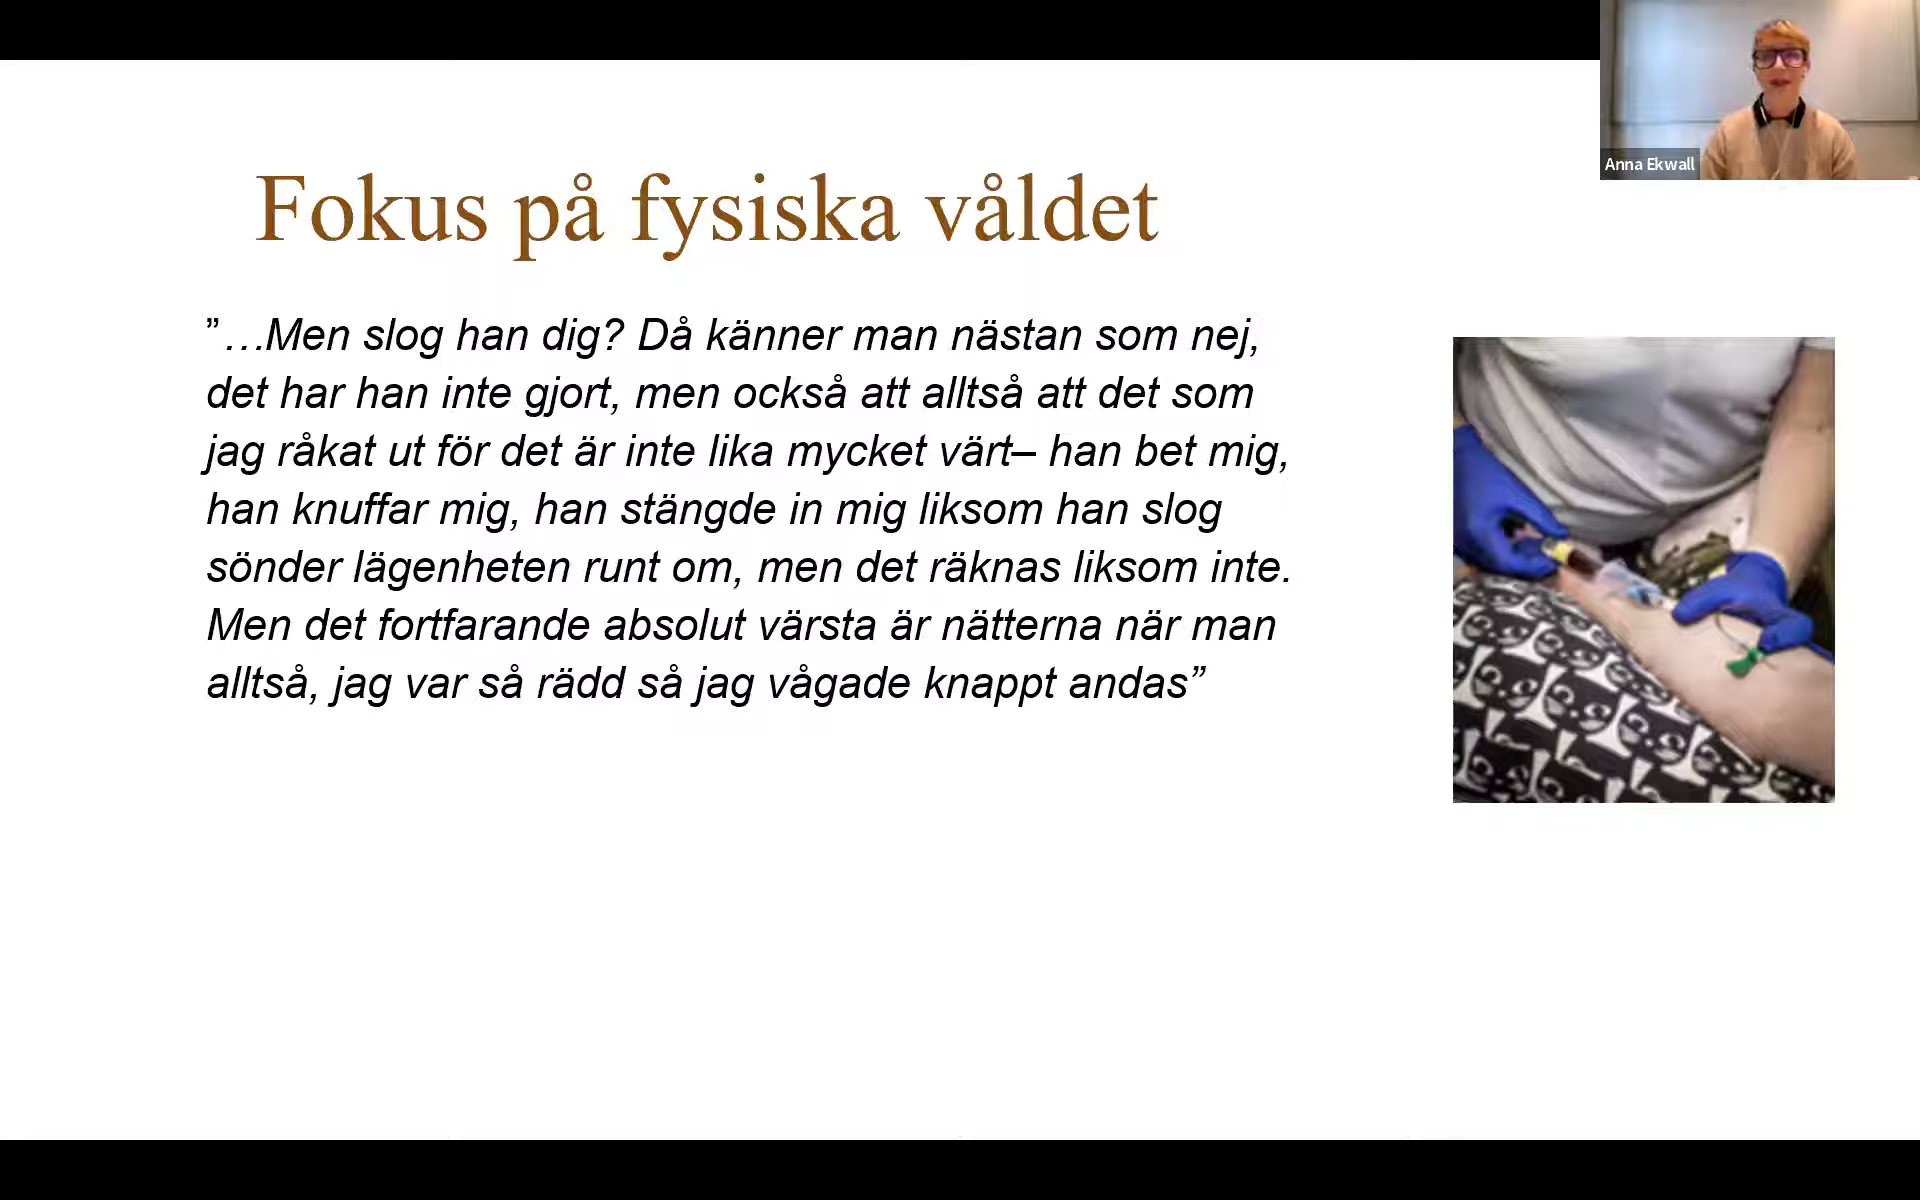 Anna Ekwall
Fokus på fysiska våldet
”…Men slog han dig? Då känner man nästan som nej,
det har han inte gjort, men också att alltså att det som
jag råkat ut för det är inte lika mycket värt– han bet mig,
han knuffar mig, han stängde in mig liksom han slog
sönder lägenheten runt om, men det räknas liksom inte.
Men det fortfarande absolut värsta är nätterna när man
alltså, jag var så rädd så jag vågade knappt andas”